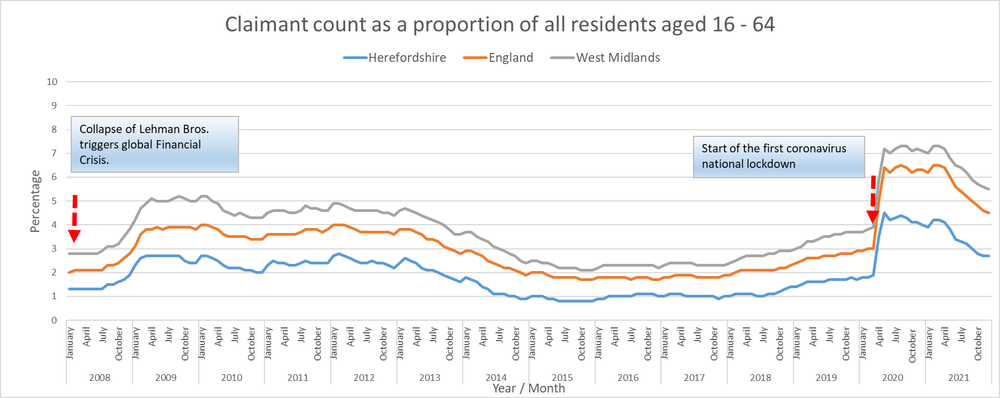 Claimant count as a proportion of all residents aged 16 - 64
Herefordshire England West Midlands
Percentage
10
9
8
7
6
5
4
3
2
1
0
Collapse of Lehman Bros.
triggers global Financial
Crisis.
Start of the first coronavirus
national lockdown
January April July October January April July October January April July October January April July October January April July October January April July October January April July October January April July October January April July October January April July October January April July October January April July October January April July October January April July October
2008 2009 2010 2011 2012 2013 2014 2015 2016 2017 2018 2019 2020 2021
Year / Month